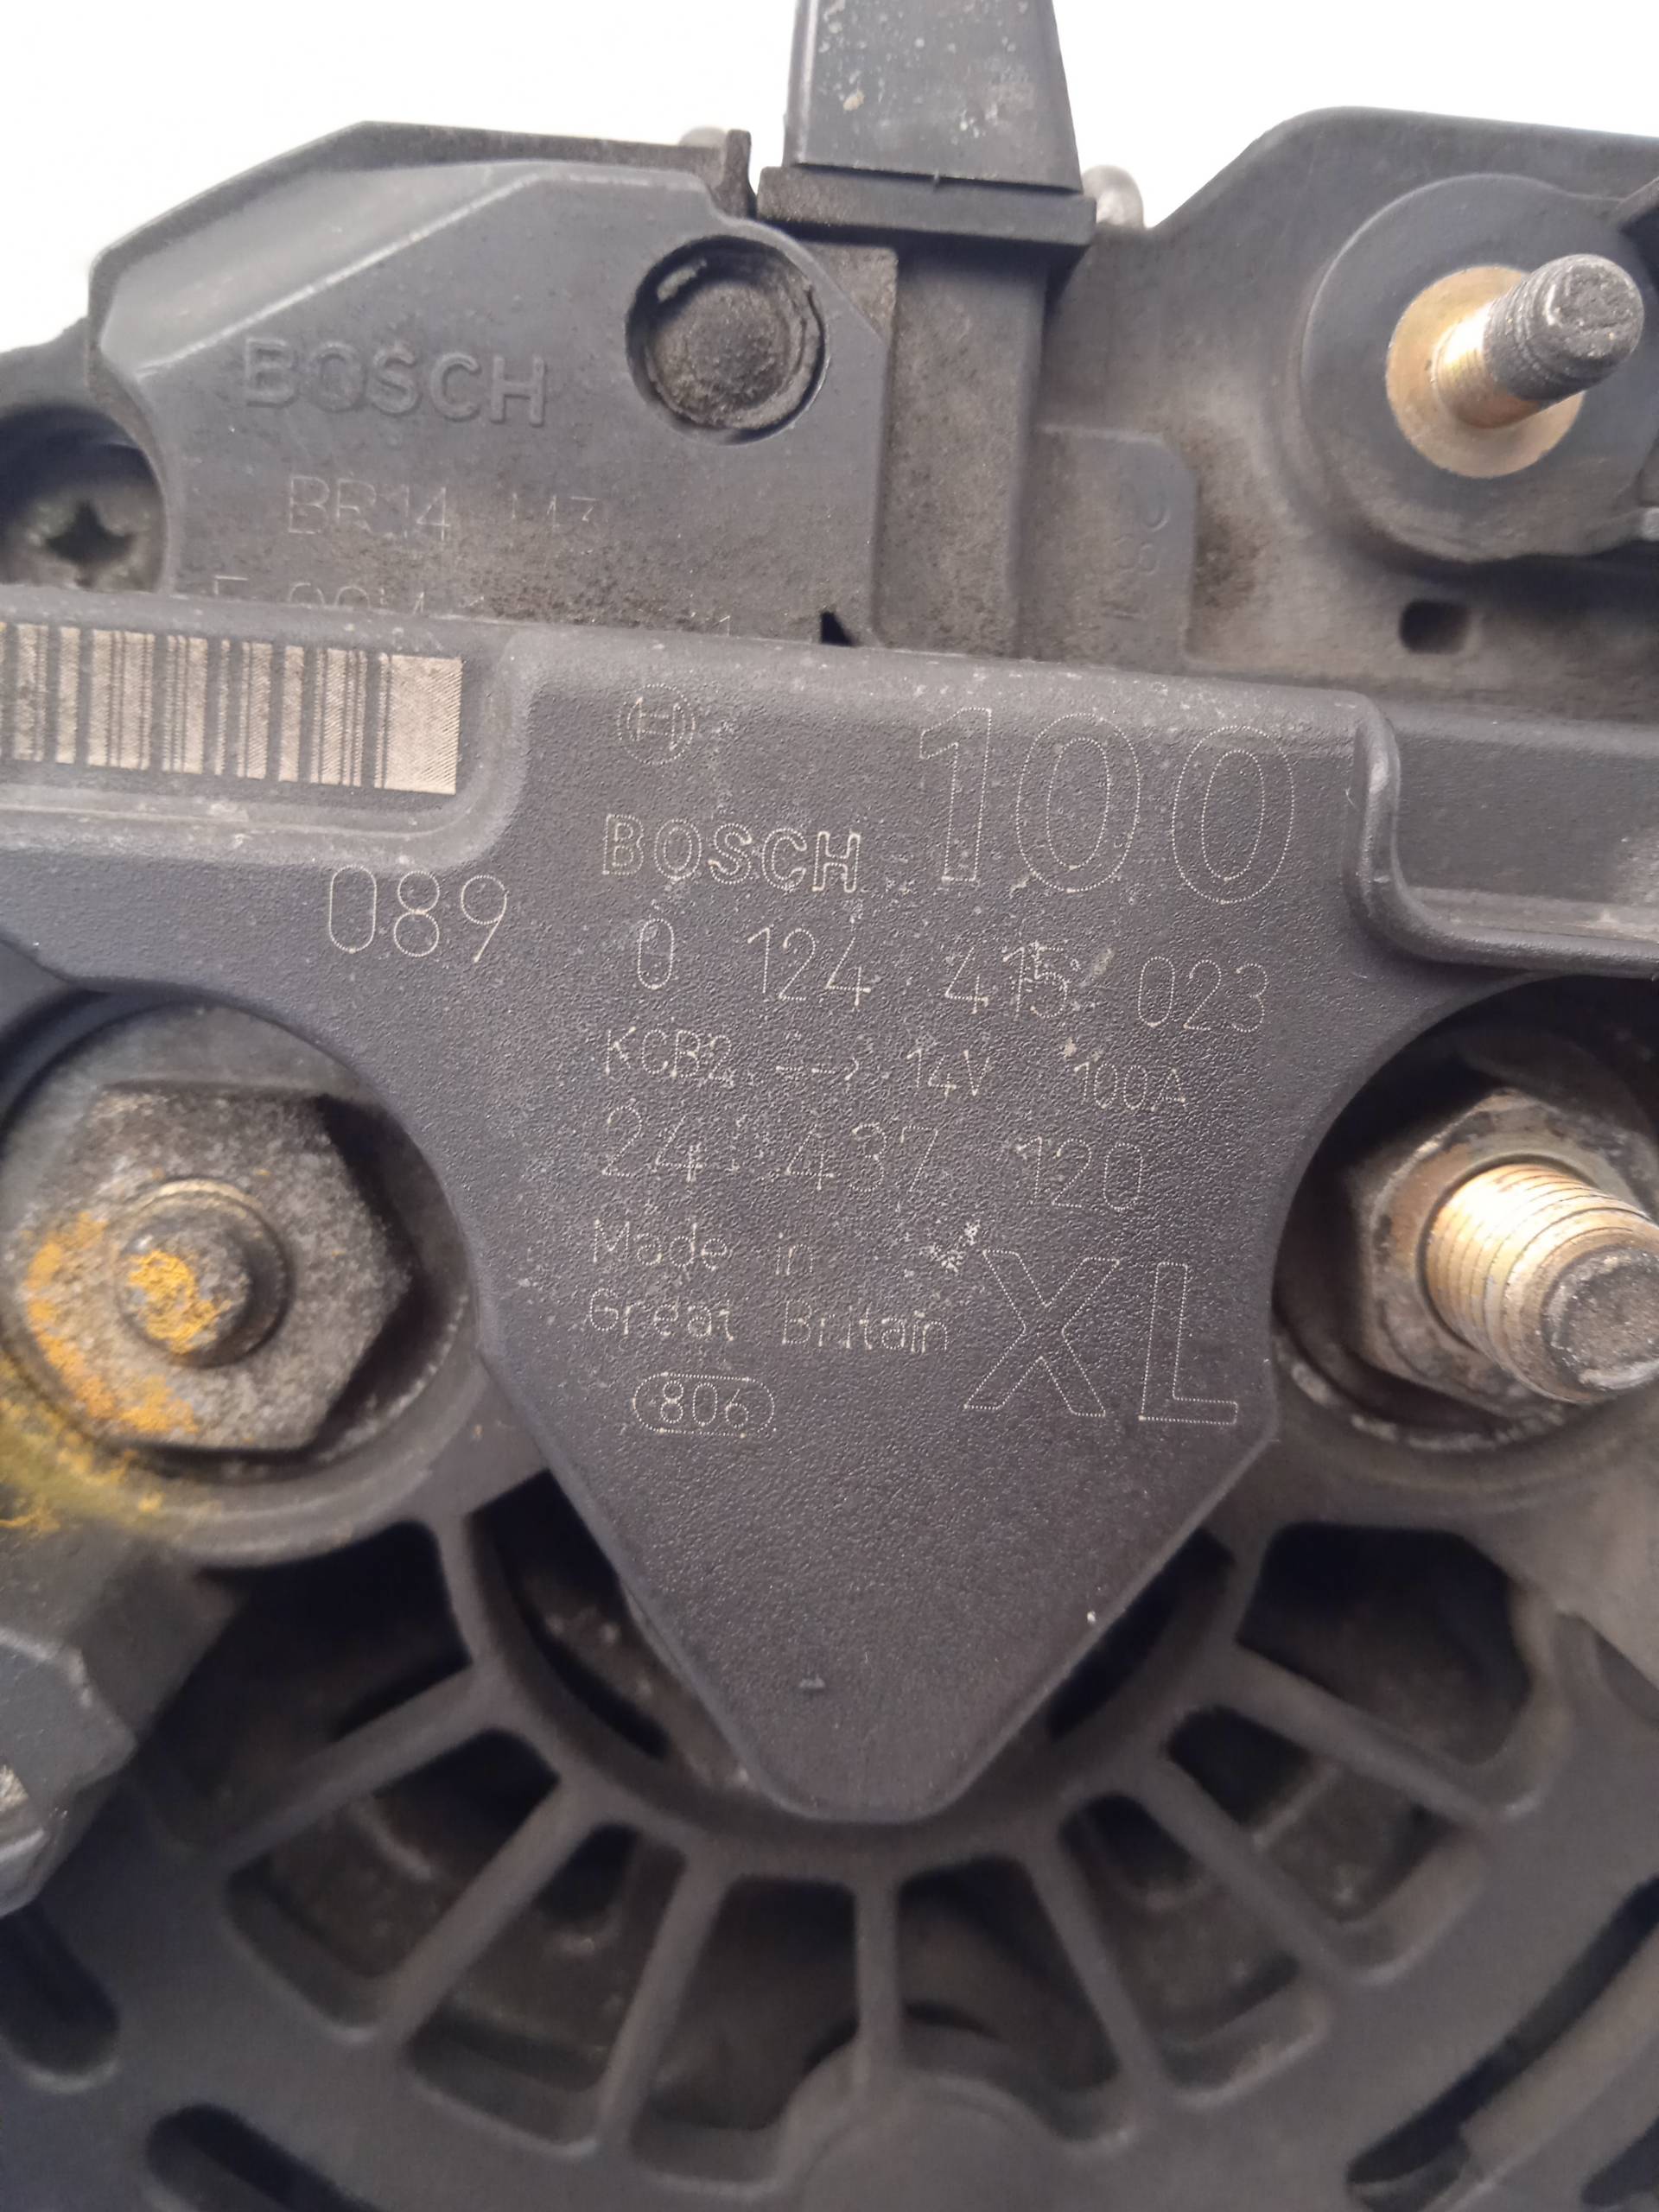 BOSCH
BR14
100
BOSCH
089
0 124 415 023
KCB2 --> 14V 100A
24 437 120
Made in
Great Britain
XL
806